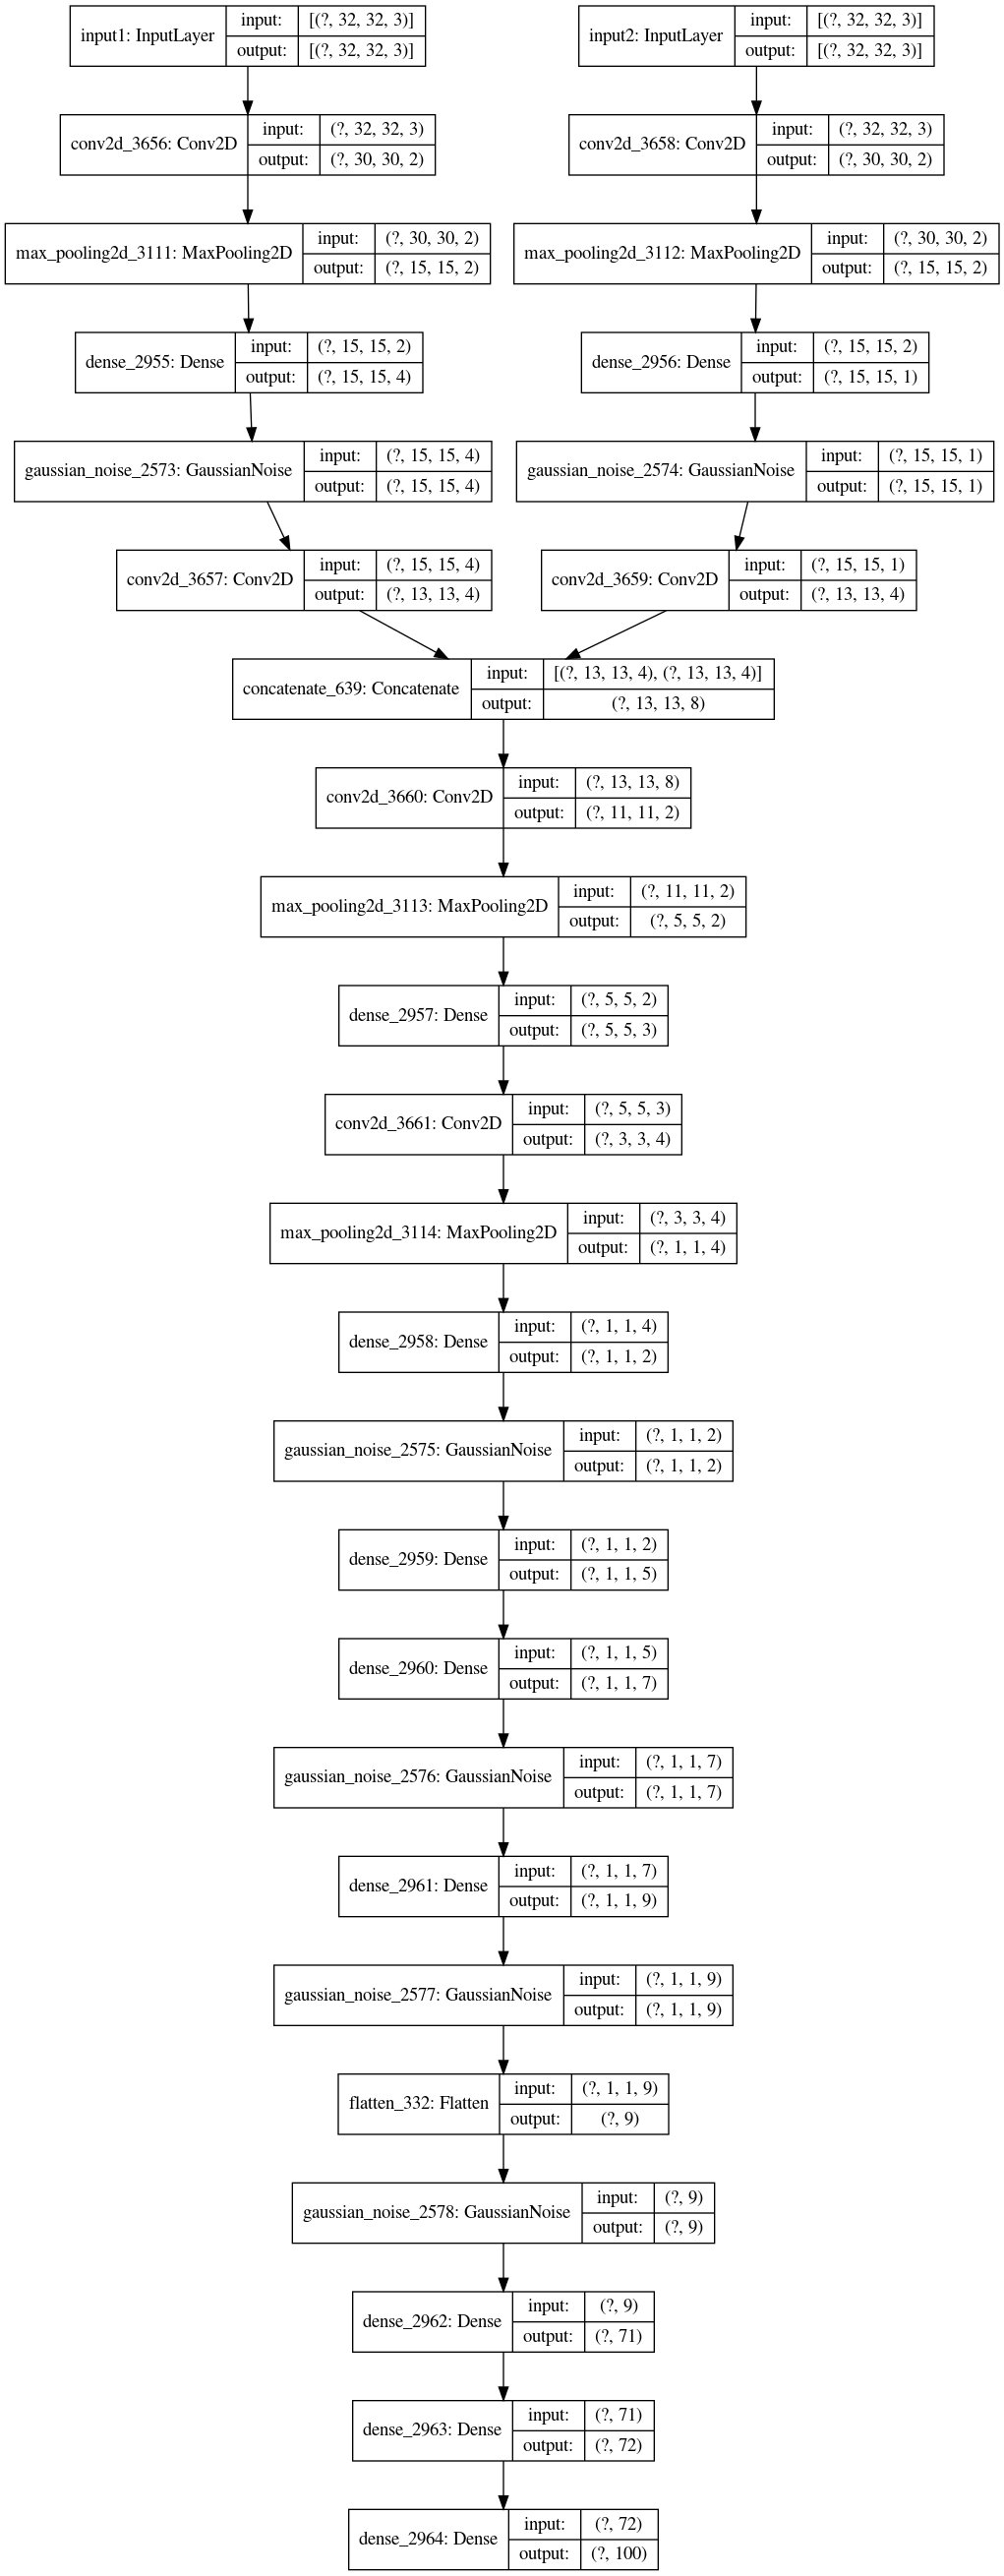 input1: InputLayer
input: [(?, 32, 32, 3)]
output: [(?, 32, 32, 3)]
input2: InputLayer
input: [(?, 32, 32, 3)]
output: [(?, 32, 32, 3)]
conv2d_3656: Conv2D
input: (?, 32, 32, 3)
output: (?, 30, 30, 2)
conv2d_3658: Conv2D
input: (?, 32, 32, 3)
output: (?, 30, 30, 2)
max_pooling2d_3111: MaxPooling2D
input: (?, 30, 30, 2)
output: (?, 15, 15, 2)
max_pooling2d_3112: MaxPooling2D
input: (?, 30, 30, 2)
output: (?, 15, 15, 2)
dense_2955: Dense
input: (?, 15, 15, 2)
output: (?, 15, 15, 4)
dense_2956: Dense
input: (?, 15, 15, 2)
output: (?, 15, 15, 1)
gaussian_noise_2573: GaussianNoise
input: (?, 15, 15, 4)
output: (?, 15, 15, 4)
gaussian_noise_2574: GaussianNoise
input: (?, 15, 15, 1)
output: (?, 15, 15, 1)
conv2d_3657: Conv2D
input: (?, 15, 15, 4)
output: (?, 13, 13, 4)
conv2d_3659: Conv2D
input: (?, 15, 15, 1)
output: (?, 13, 13, 4)
concatenate_639: Concatenate
input: [(?, 13, 13, 4), (?, 13, 13, 4)]
output: (?, 13, 13, 8)
conv2d_3660: Conv2D
input: (?, 13, 13, 8)
output: (?, 11, 11, 2)
max_pooling2d_3113: MaxPooling2D
input: (?, 11, 11, 2)
output: (?, 5, 5, 2)
dense_2957: Dense
input: (?, 5, 5, 2)
output: (?, 5, 5, 3)
conv2d_3661: Conv2D
input: (?, 5, 5, 3)
output: (?, 3, 3, 4)
max_pooling2d_3114: MaxPooling2D
input: (?, 3, 3, 4)
output: (?, 1, 1, 4)
dense_2958: Dense
input: (?, 1, 1, 4)
output: (?, 1, 1, 2)
gaussian_noise_2575: GaussianNoise
input: (?, 1, 1, 2)
output: (?, 1, 1, 2)
dense_2959: Dense
input: (?, 1, 1, 2)
output: (?, 1, 1, 5)
dense_2960: Dense
input: (?, 1, 1, 5)
output: (?, 1, 1, 7)
gaussian_noise_2576: GaussianNoise
input: (?, 1, 1, 7)
output: (?, 1, 1, 7)
dense_2961: Dense
input: (?, 1, 1, 7)
output: (?, 1, 1, 9)
gaussian_noise_2577: GaussianNoise
input: (?, 1, 1, 9)
output: (?, 1, 1, 9)
flatten_332: Flatten
input: (?, 1, 1, 9)
output: (?, 9)
gaussian_noise_2578: GaussianNoise
input: (?, 9)
output: (?, 9)
dense_2962: Dense
input: (?, 9)
output: (?, 71)
dense_2963: Dense
input: (?, 71)
output: (?, 72)
dense_2964: Dense
input: (?, 72)
output: (?, 100)